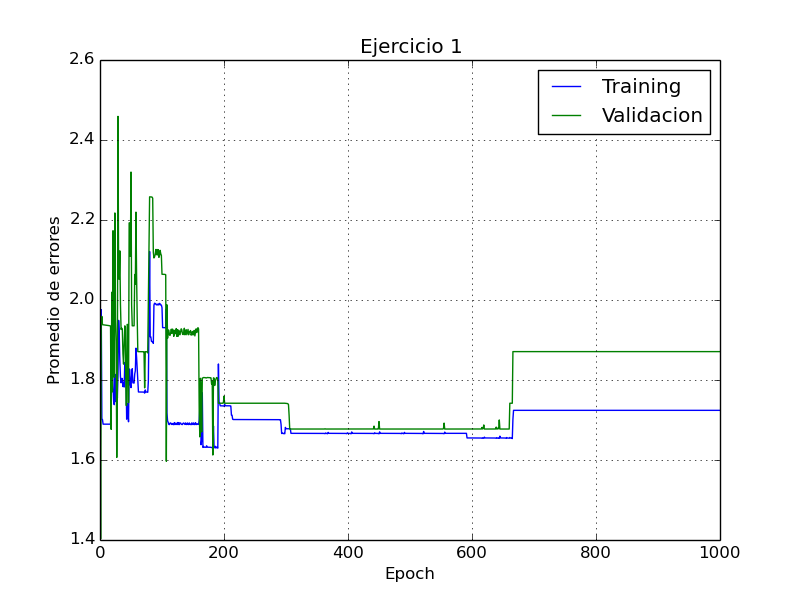 Ejercicio 1
2.6
2.4
2.2
2.0
1.8
1.6
1.4
Promedio de errores
Training
Validacion
0
200
400
600
800
1000
Epoch